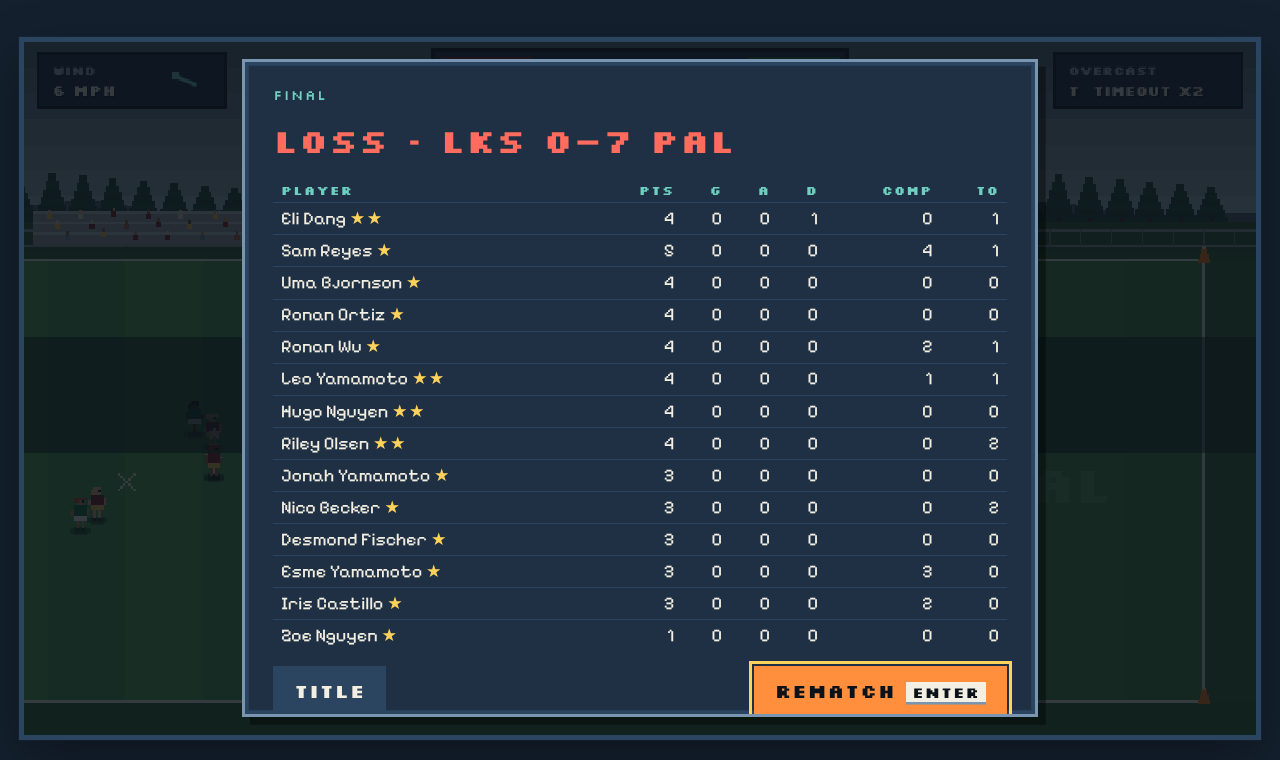 WIND
6 MPH
OVERCAST
T TIMEOUT X2
FINAL
LOSS - LKS 0–7 PAL
PLAYER PTS G A D COMP TO
Eli Dang ★★ 4 0 0 1 0 1
Sam Reyes ★ 8 0 0 0 4 1
Uma Bjornson ★ 4 0 0 0 0 0
Ronan Ortiz ★ 4 0 0 0 0 0
Ronan Wu ★ 4 0 0 0 2 1
Leo Yamamoto ★★ 4 0 0 0 1 1
Hugo Nguyen ★★ 4 0 0 0 0 0
Riley Olsen ★★ 4 0 0 0 0 2
Jonah Yamamoto ★ 3 0 0 0 0 0
Nico Becker ★ 3 0 0 0 0 2
Desmond Fischer ★ 3 0 0 0 0 0
Esme Yamamoto ★ 3 0 0 0 3 0
Iris Castillo ★ 3 0 0 0 2 0
Zoe Nguyen ★ 1 0 0 0 0 0
TITLE
REMATCH ENTER